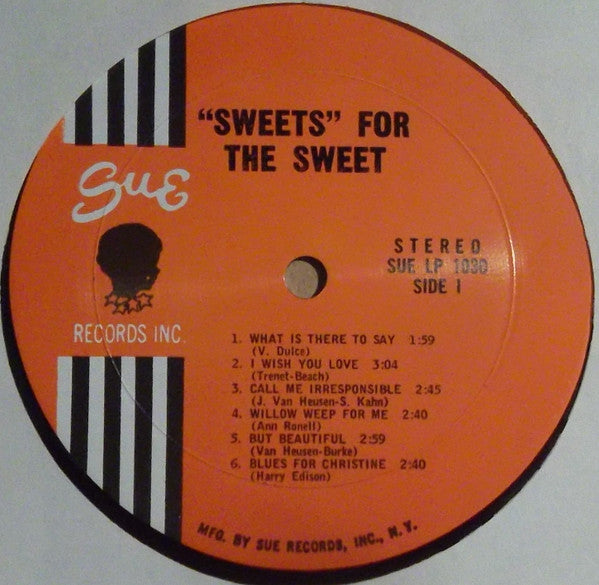 "SWEETS" FOR
THE SWEET
Sue
RECORDS INC.
STEREO
SUE LP 1030
SIDE I
1. WHAT IS THERE TO SAY 1:59
(V. Dulce)
2. I WISH YOU LOVE 3:04
(Trenet-Beach)
3. CALL ME IRRESPONSIBLE 2:45
(J. Van Heusen-S. Kahn)
4. WILLOW WEEP FOR ME 2:40
(Ann Ronell)
5. BUT BEAUTIFUL 2:59
(Van Heusen-Burke)
6. BLUES FOR CHRISTINE 2:40
(Harry Edison)
MFG. BY SUE RECORDS, INC., N. Y.